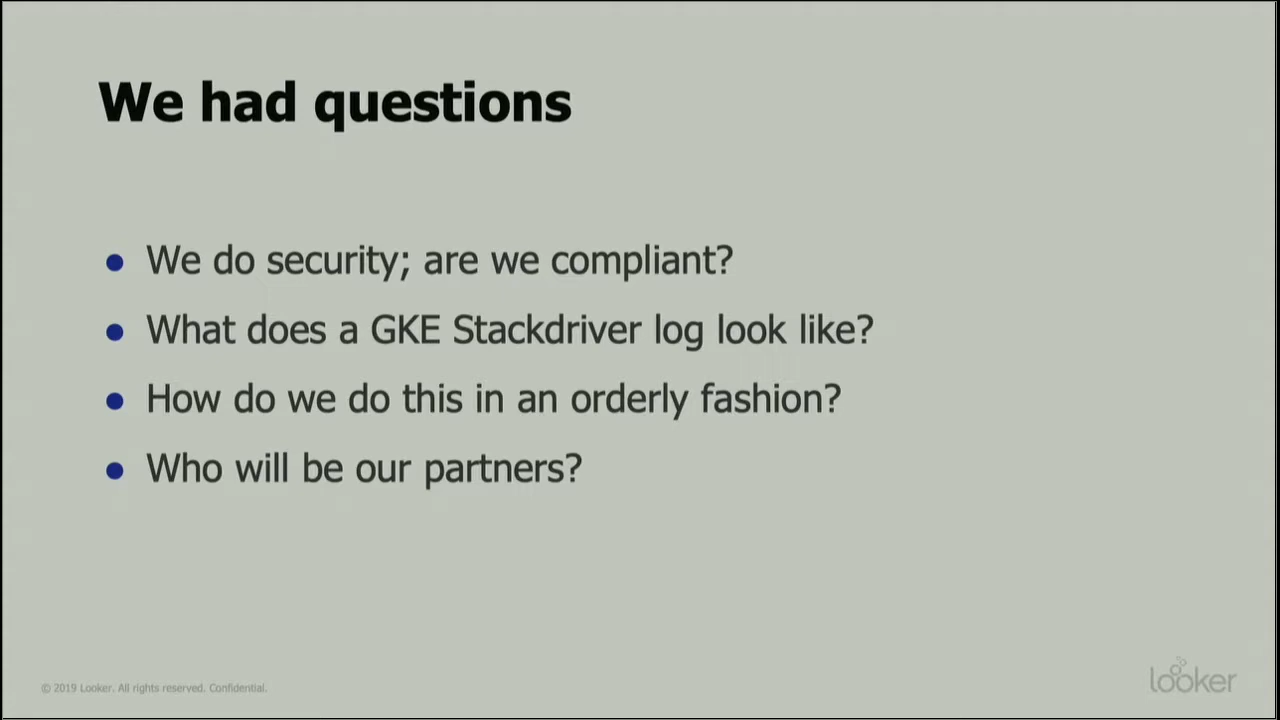 We had questions
● We do security; are we compliant?
● What does a GKE Stackdriver log look like?
● How do we do this in an orderly fashion?
● Who will be our partners?
© 2019 Looker. All rights reserved. Confidential.
looker